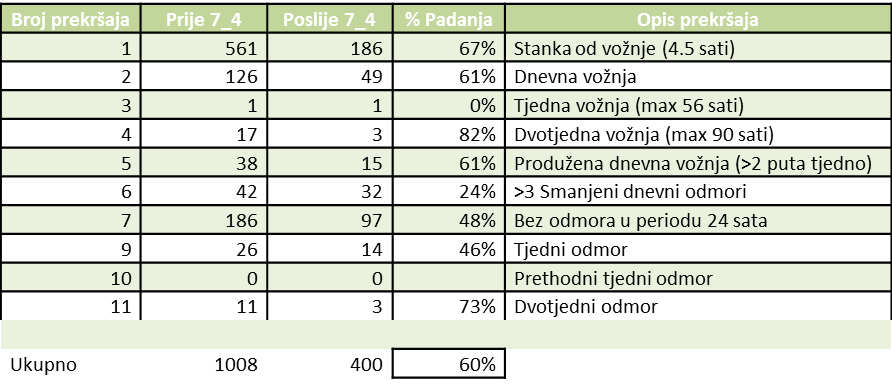 Broj prekršaja Prije 7_4 Poslije 7_4 % Padanja Opis prekršaja
1 561 186 67% Stanka od vožnje (4.5 sati)
2 126 49 61% Dnevna vožnja
3 1 1 0% Tjedna vožnja (max 56 sati)
4 17 3 82% Dvotjedna vožnja (max 90 sati)
5 38 15 61% Produžena dnevna vožnja (>2 puta tjedno)
6 42 32 24% >3 Smanjeni dnevni odmori
7 186 97 48% Bez odmora u periodu 24 sata
9 26 14 46% Tjedni odmor
10 0 0 Prethodni tjedni odmor
11 11 3 73% Dvotjedni odmor
Ukupno 1008 400 60%